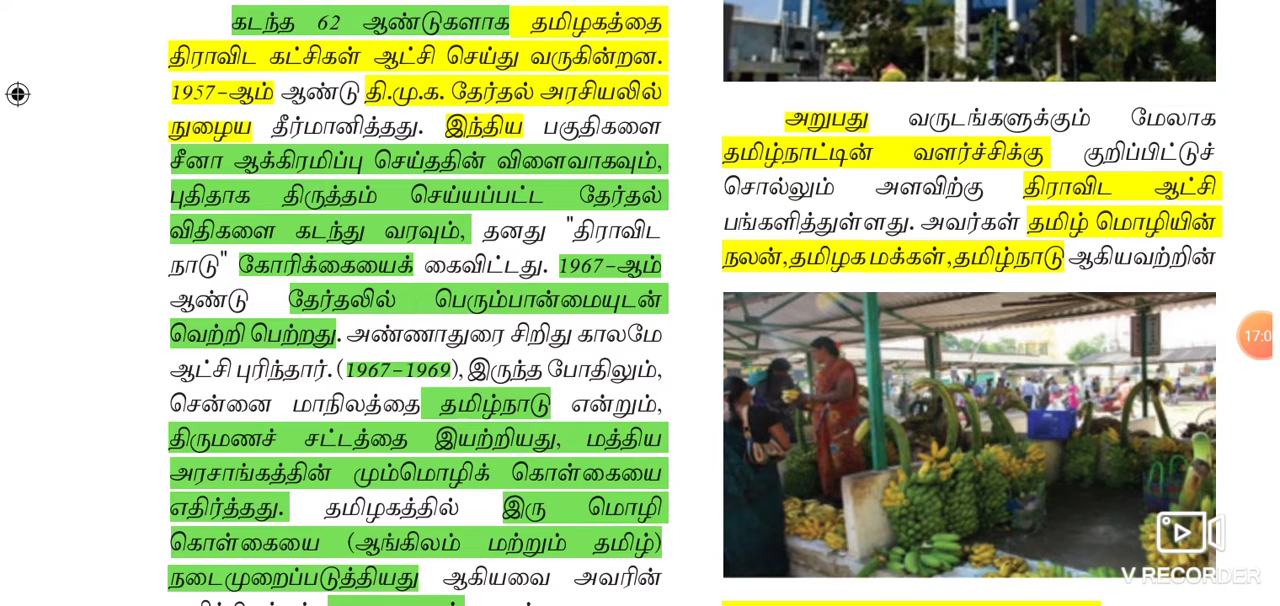 கடந்த 62 ஆண்டுகளாக தமிழகத்தை
திராவிட கட்சிகள் ஆட்சி செய்து வருகின்றன.
1957-ஆம் ஆண்டு தி.மு.க. தேர்தல் அரசியலில்
நுழைய தீர்மானித்தது. இந்திய பகுதிகளை
சீனா ஆக்கிரமிப்பு செய்ததின் விளைவாகவும்,
புதிதாக திருத்தம் செய்யப்பட்ட தேர்தல்
விதிகளை கடந்து வரவும், தனது "திராவிட
நாடு" கோரிக்கையைக் கைவிட்டது. 1967-ஆம்
ஆண்டு தேர்தலில் பெரும்பான்மையுடன்
வெற்றி பெற்றது. அண்ணாதுரை சிறிது காலமே
ஆட்சி புரிந்தார். (1967-1969), இருந்த போதிலும்,
சென்னை மாநிலத்தை தமிழ்நாடு என்றும்,
திருமணச் சட்டத்தை இயற்றியது, மத்திய
அரசாங்கத்தின் மும்மொழிக் கொள்கையை
எதிர்த்தது. தமிழகத்தில் இரு மொழி
கொள்கையை (ஆங்கிலம் மற்றும் தமிழ்)
நடைமுறைப்படுத்தியது ஆகியவை அவரின்
அறுபது வருடங்களுக்கும் மேலாக
தமிழ்நாட்டின் வளர்ச்சிக்கு குறிப்பிட்டுச்
சொல்லும் அளவிற்கு திராவிட ஆட்சி
பங்களித்துள்ளது. அவர்கள் தமிழ் மொழியின்
நலன்,தமிழக மக்கள்,தமிழ்நாடு ஆகியவற்றின்
17:0
V RECORDER